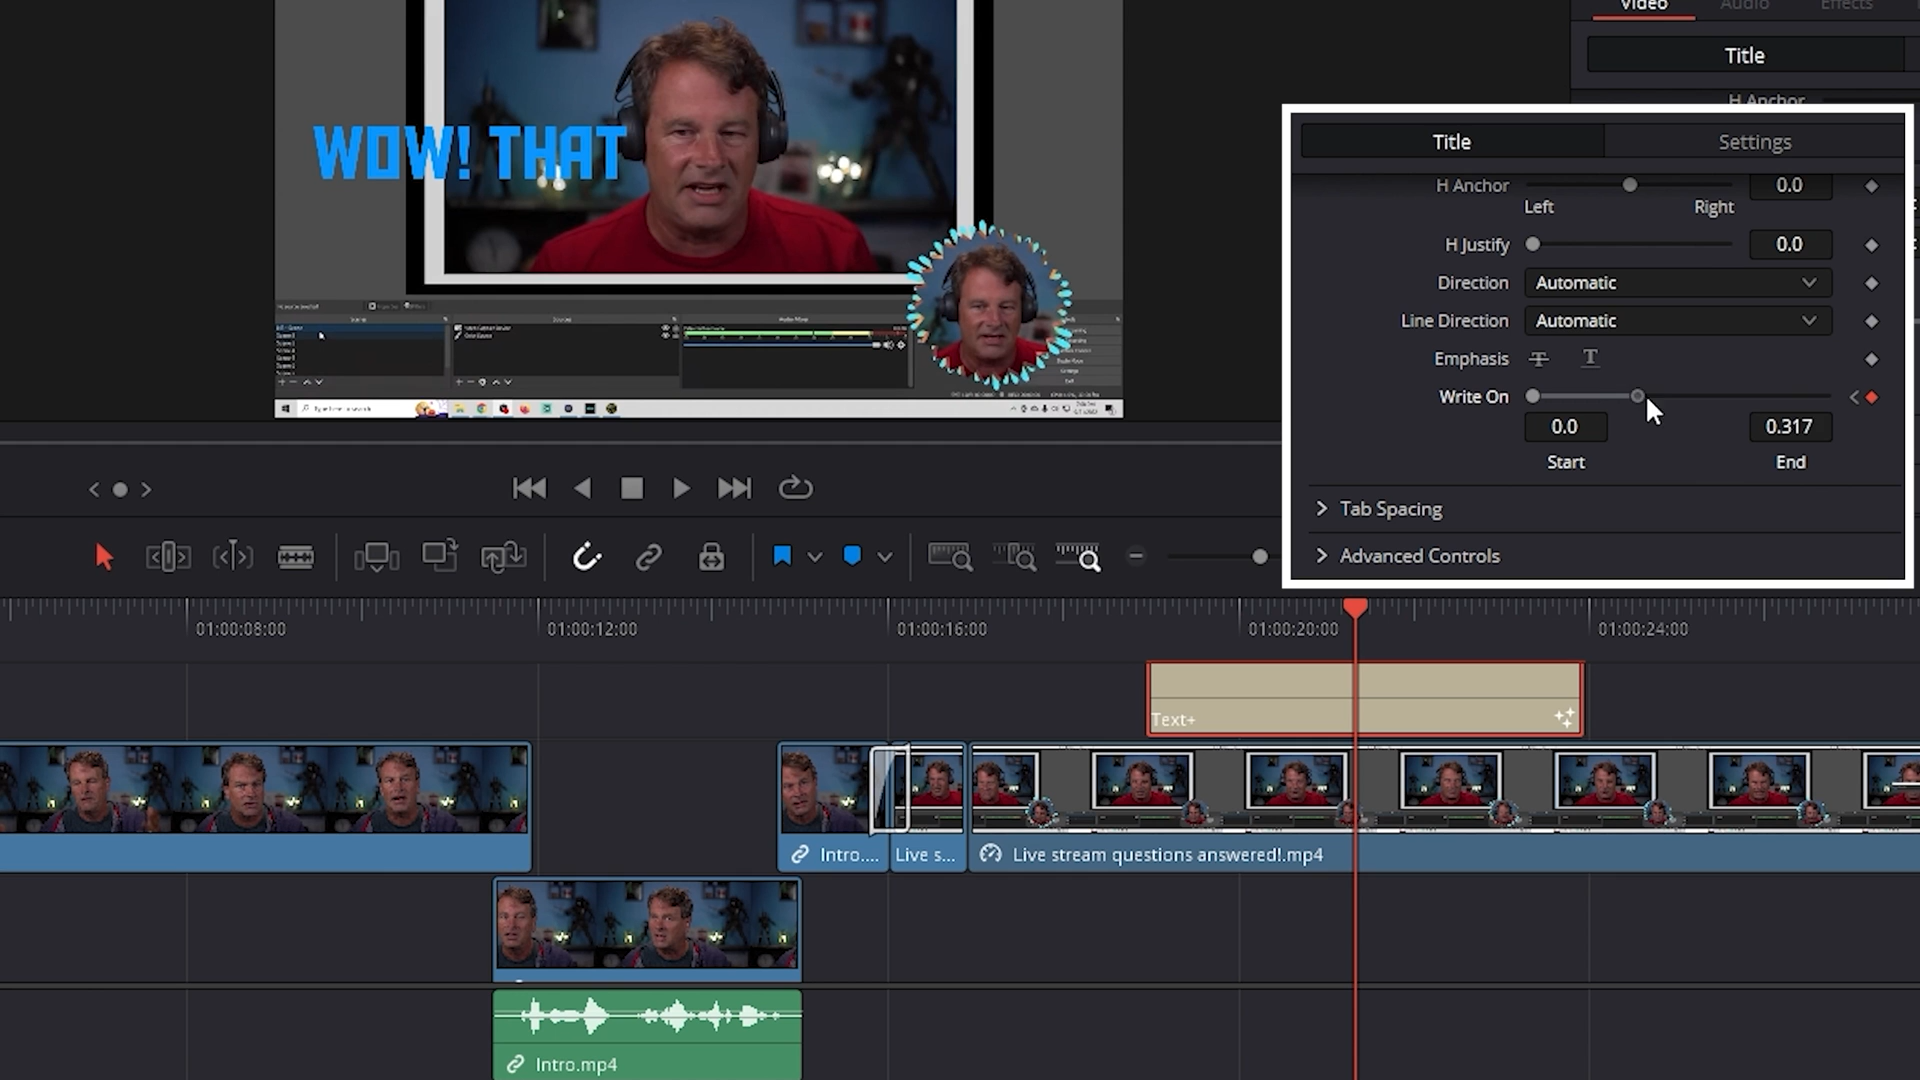 Video Audio Effects
Title
H Anchor
WOW! THAT
Title Settings
H Anchor 0.0
Left Right
H Justify 0.0
Direction Automatic
Line Direction Automatic
Emphasis T T
Write On
0.0 0.317
Start End
Tab Spacing
Advanced Controls
01:00:08:00 01:00:12:00 01:00:16:00 01:00:20:00 01:00:24:00
Text+
Intro.... Live s... Live stream questions answered!.mp4
Intro.mp4